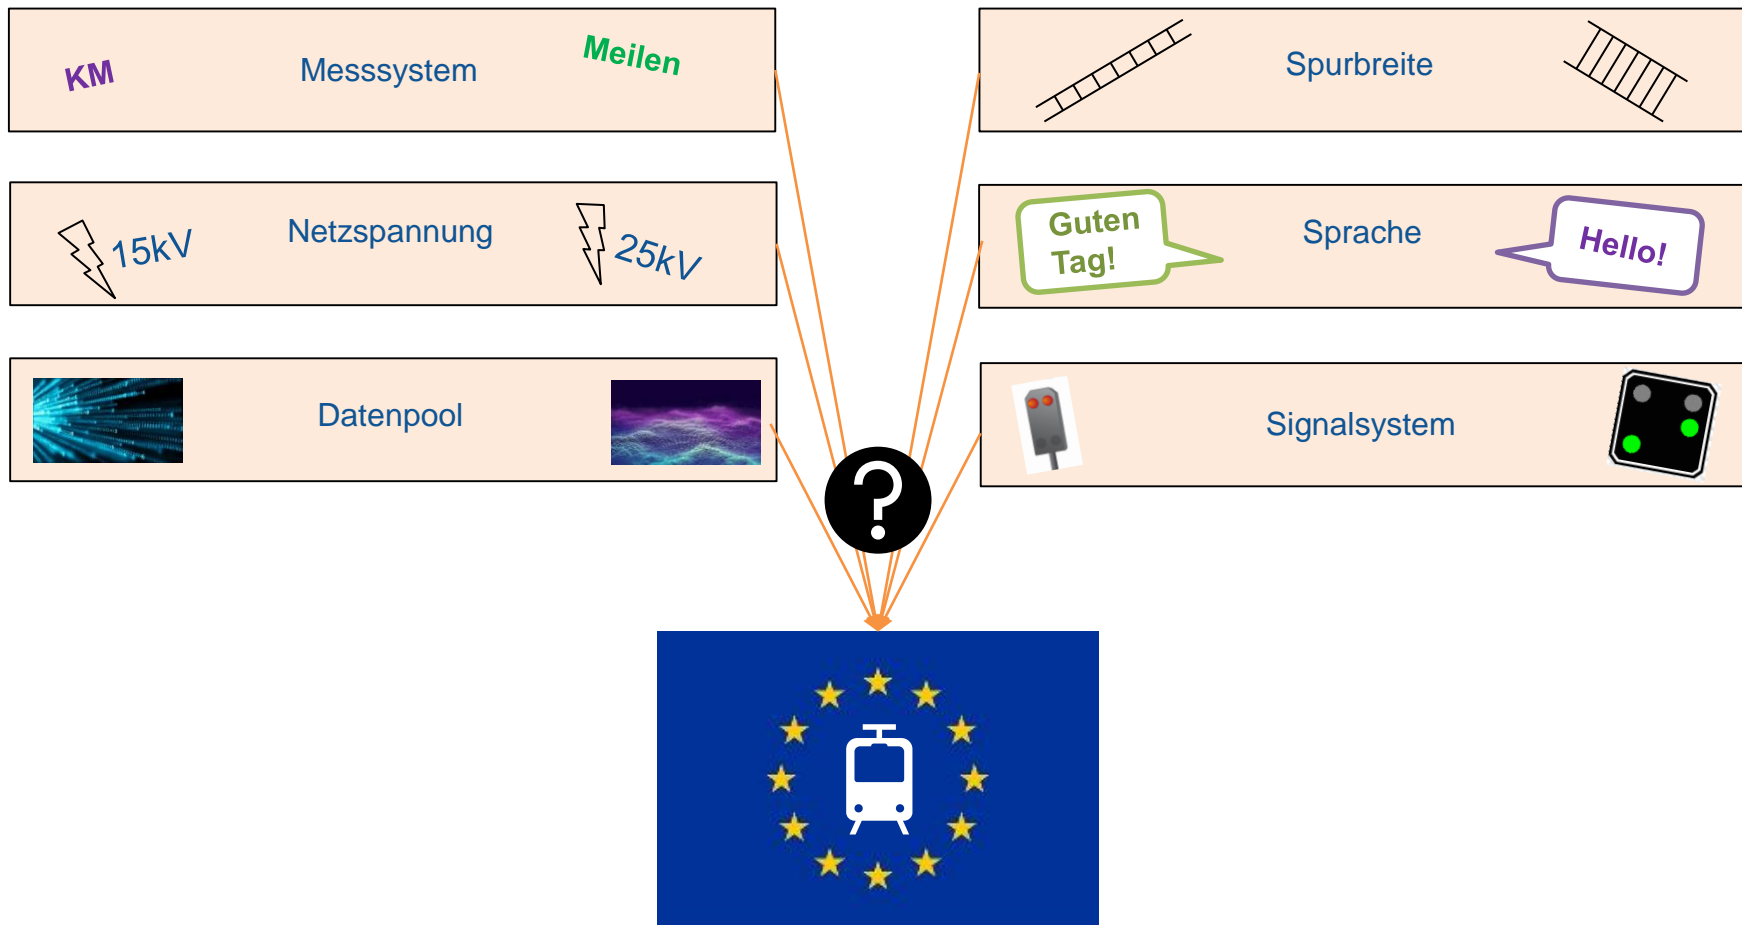 KM
Messsystem
Meilen
Spurbreite
15kV
Netzspannung
25kV
Guten
Tag!
Sprache
Hello!
Datenpool
Signalsystem
?